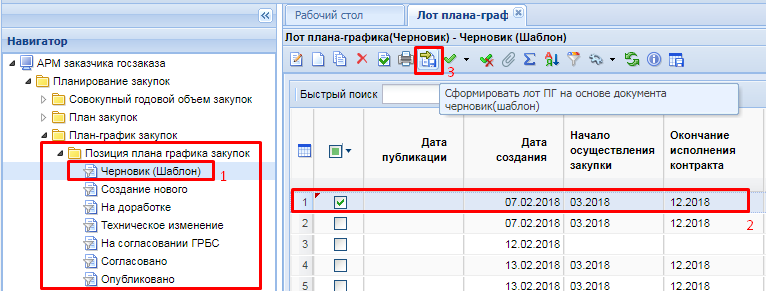 Рабочий стол
Лот плана-граф
Навигатор
Лот плана-графика(Черновик) - Черновик (Шаблон)
АРМ заказчика госзаказа
Планирование закупок
Совокупный годовой объем закупок
План закупок
План-график закупок
Позиция плана графика закупок
Черновик (Шаблон) 1
Создание нового
На доработке
Техническое изменение
На согласовании ГРБС
Согласовано
Опубликовано
3
Быстрый поиск
Сформировать лот ПГ на основе документа
черновик(шаблон)
Дата
публикации
Дата
создания
Начало
осуществления
закупки
Окончание
исполнения
контракта
1 07.02.2018 03.2018 12.2018
2
2 07.02.2018 03.2018 12.2018
3 12.02.2018
4 13.02.2018 03.2018 12.2018
5 13.02.2018 03.2018 12.2018